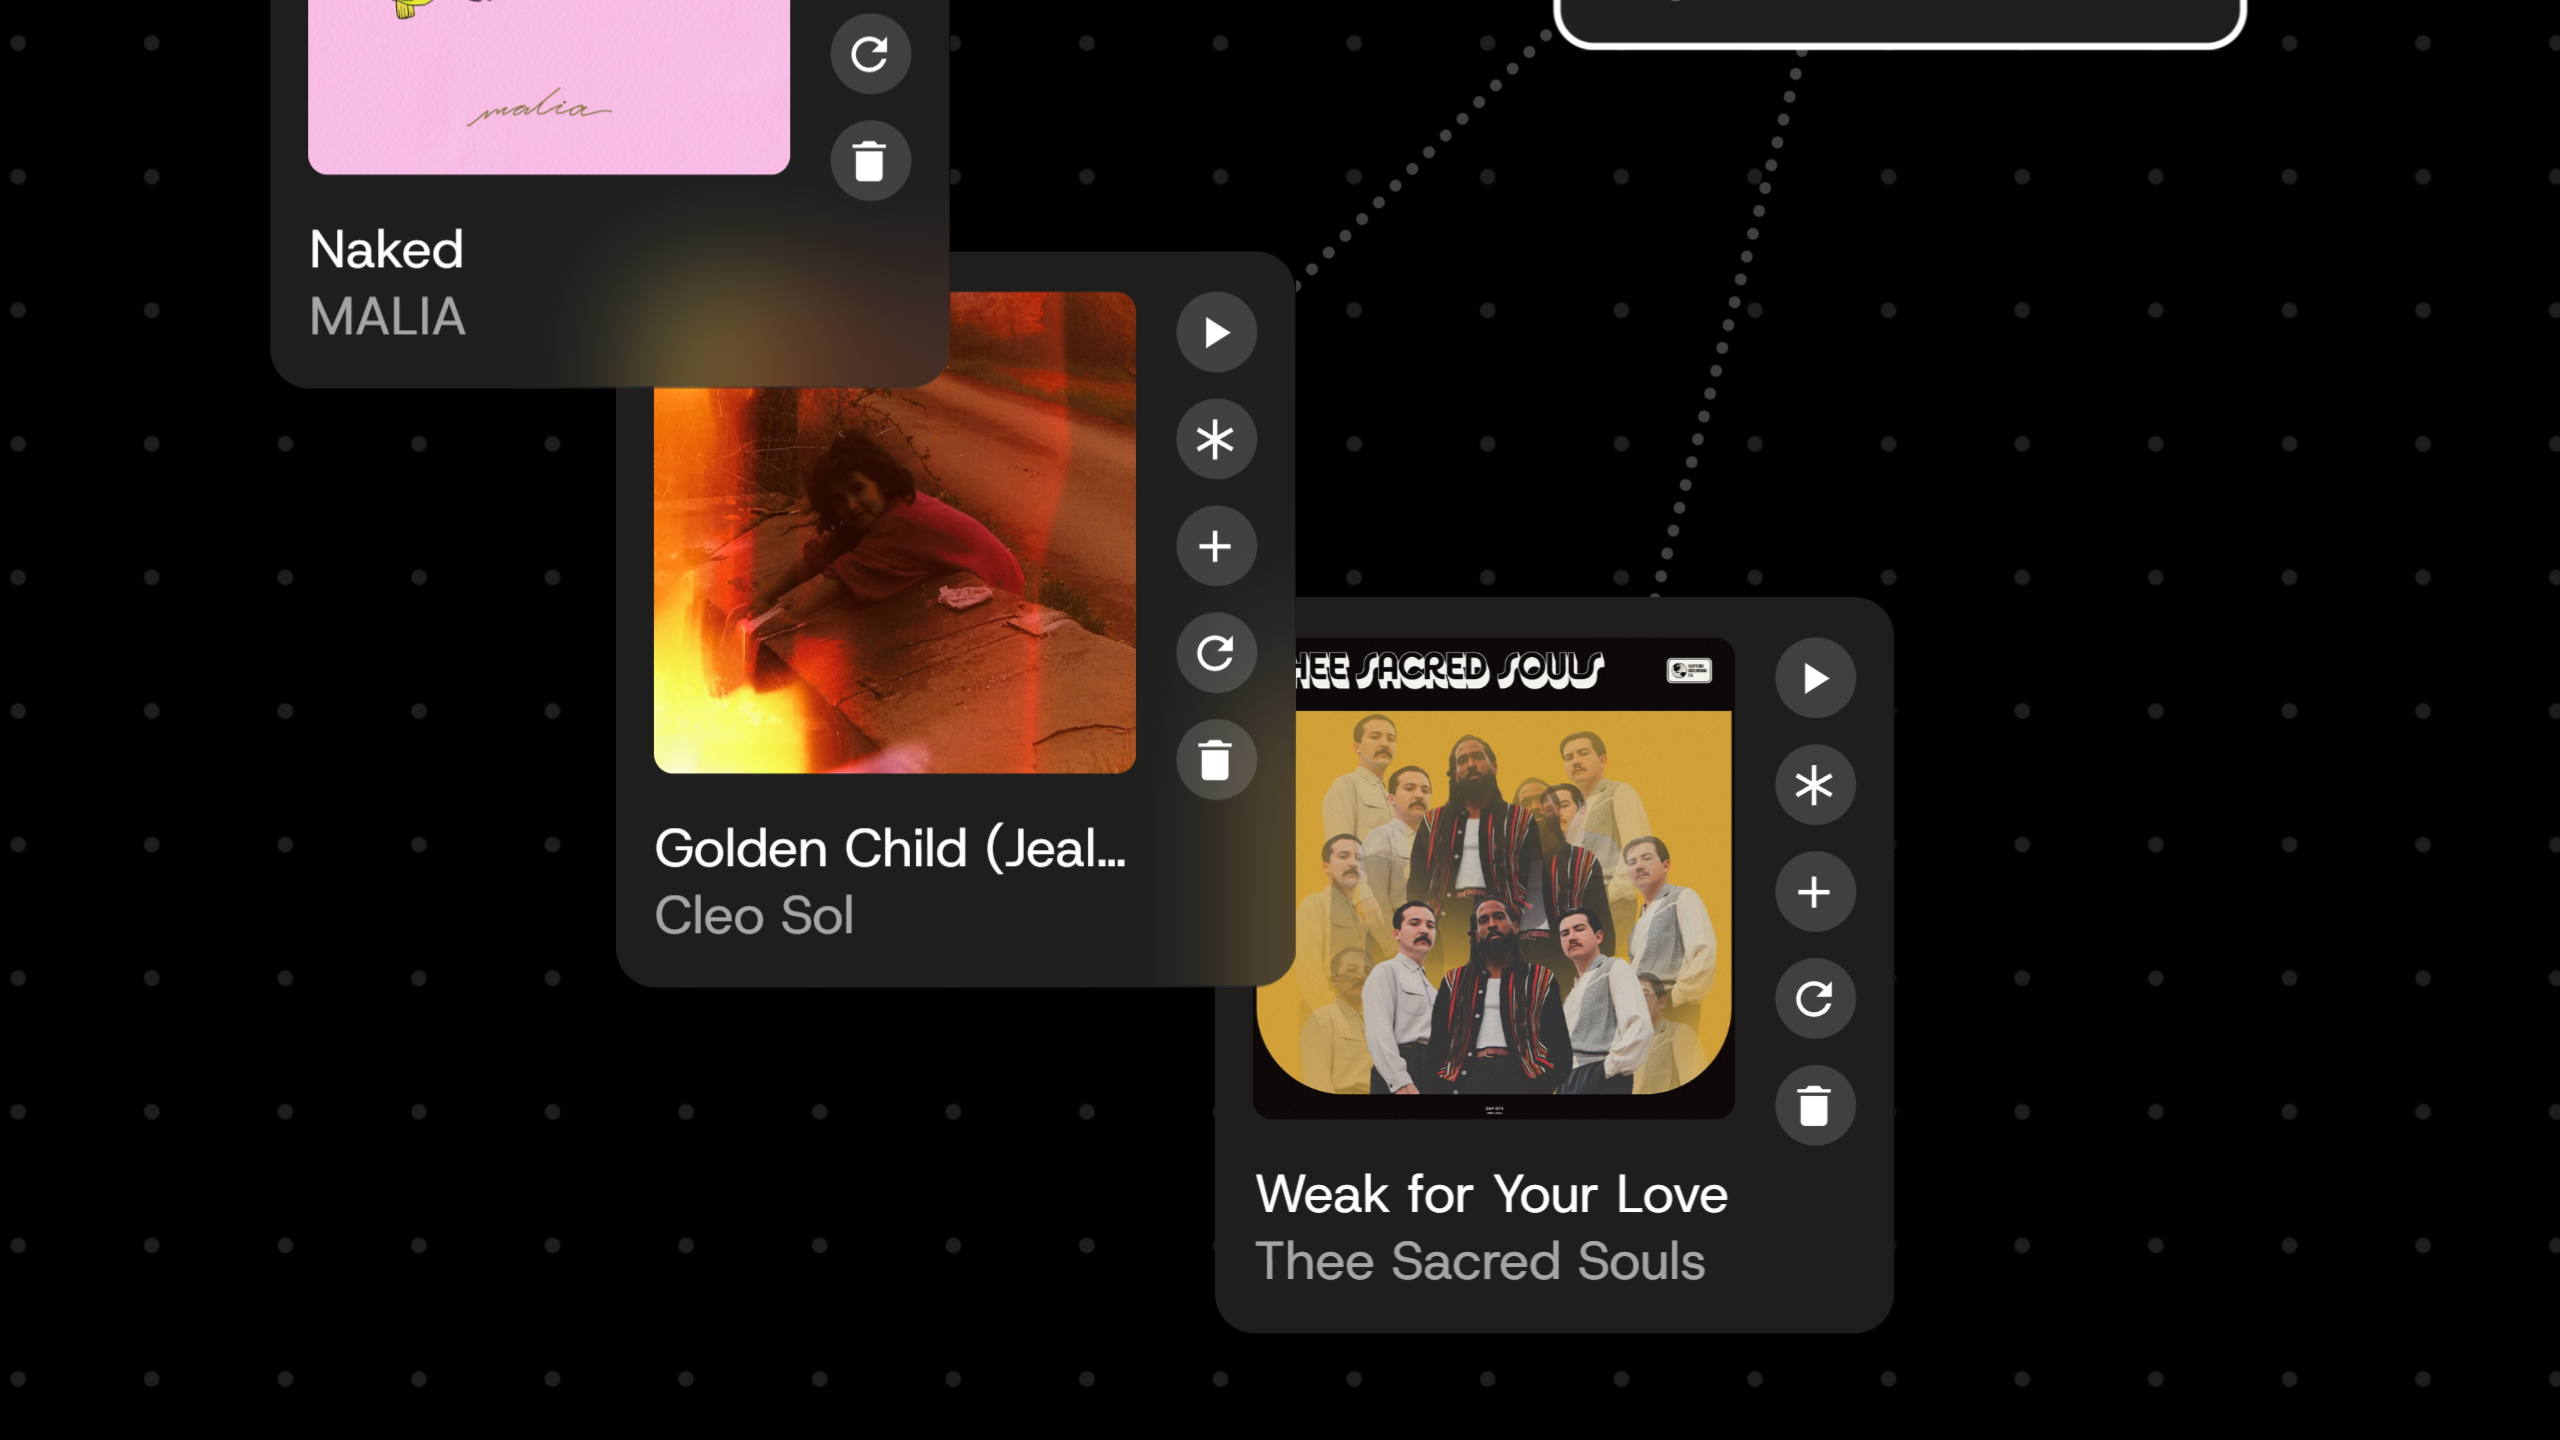 malia
Naked
MALIA
Golden Child (Jeal...
Cleo Sol
HEE SACRED SOULS
Weak for Your Love
Thee Sacred Souls